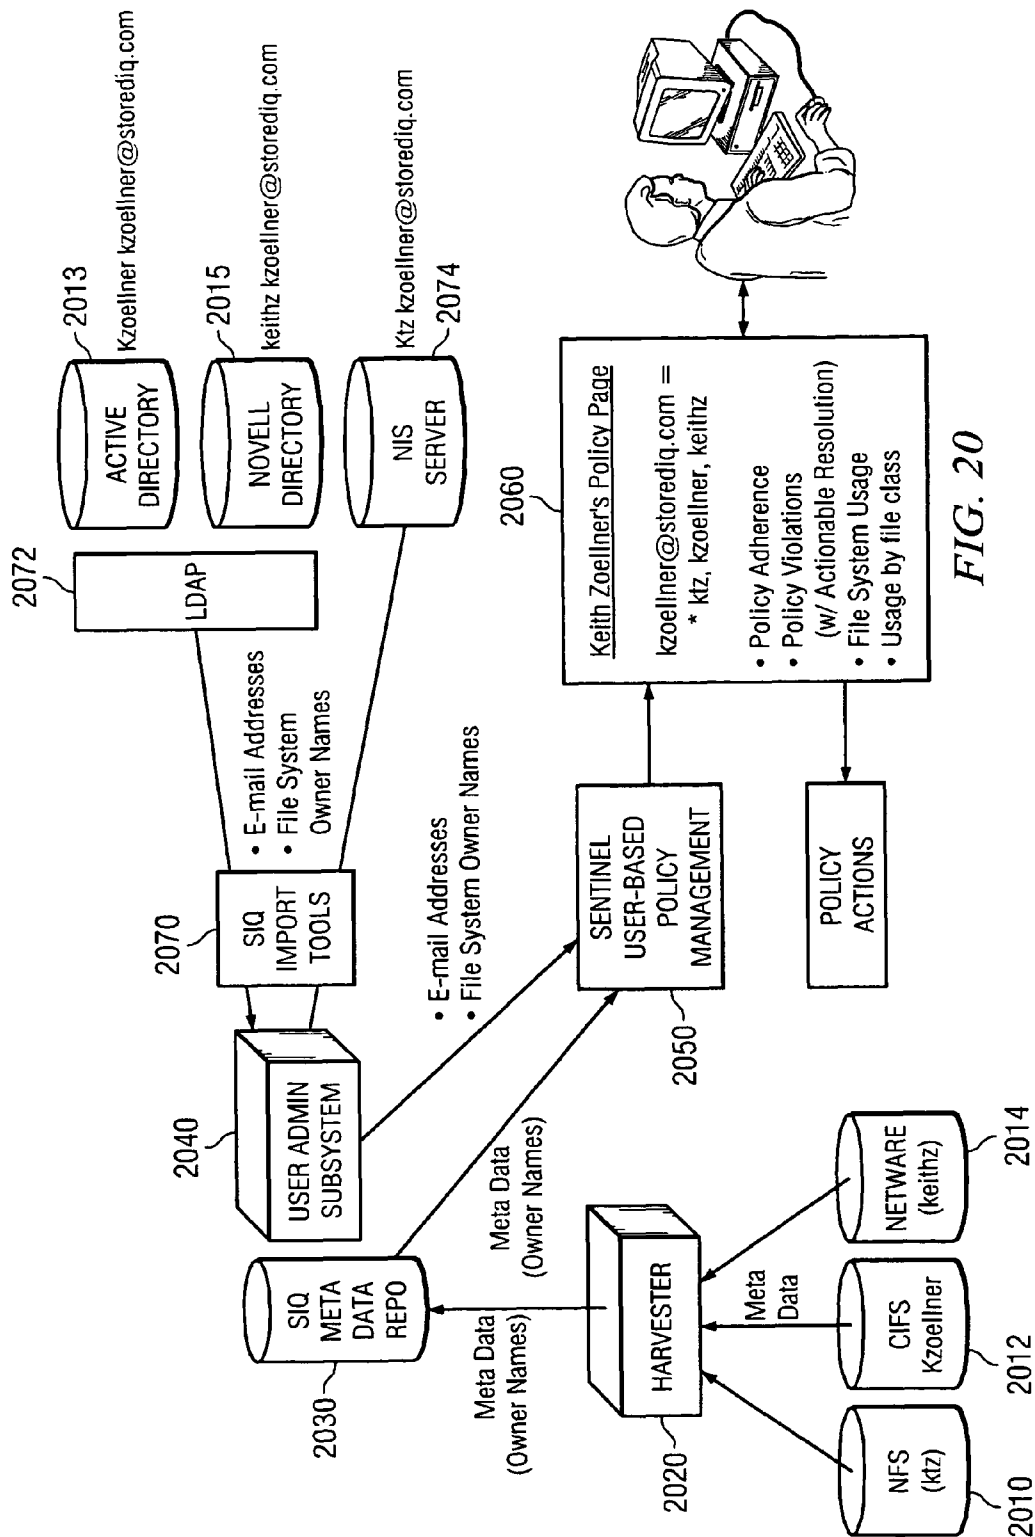 2013
ACTIVE
DIRECTORY
Kzoellner kzoellner@storediq.com
2015
NOVELL
DIRECTORY
keithz kzoellner@storediq.com
NIS
SERVER
2074
Ktz kzoellner@storediq.com
2072
LDAP
• E-mail Addresses
• File System
Owner Names
2070
SIQ
IMPORT
TOOLS
2040
USER ADMIN
SUBSYSTEM
• E-mail Addresses
• File System Owner Names
SIQ
META
DATA
REPO
2030
Meta Data
(Owner Names)
Meta Data
(Owner Names)
SENTINEL
USER-BASED
POLICY
MANAGEMENT
2050
2060
Keith Zoellner's Policy Page
kzoellner@storediq.com =
* ktz, kzoellner, keithz
• Policy Adherence
• Policy Violations
(w/ Actionable Resolution)
• File System Usage
• Usage by file class
POLICY
ACTIONS
HARVESTER
2020
Meta
Data
NFS
(ktz)
2010
CIFS
Kzoellner
2012
NETWARE
(keithz)
2014
FIG. 20